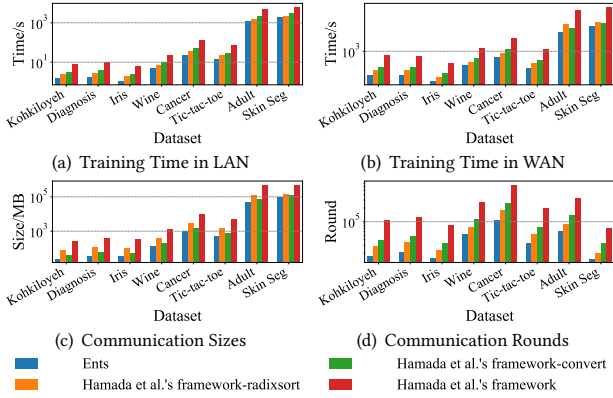 Time/s
10³
10¹
Kohkiloyeh
Diagnosis
Iris
Wine
Cancer
Tic-tac-toe
Adult
Skin Seg
Dataset
(a) Training Time in LAN
Time/s
10³
Kohkiloyeh
Diagnosis
Iris
Wine
Cancer
Tic-tac-toe
Adult
Skin Seg
Dataset
(b) Training Time in WAN
Size/MB
10⁵
10³
Kohkiloyeh
Diagnosis
Iris
Wine
Cancer
Tic-tac-toe
Adult
Skin Seg
Dataset
(c) Communication Sizes
Round
10⁵
Kohkiloyeh
Diagnosis
Iris
Wine
Cancer
Tic-tac-toe
Adult
Skin Seg
Dataset
(d) Communication Rounds
Ents
Hamada et al.'s framework-radixsort
Hamada et al.'s framework-convert
Hamada et al.'s framework